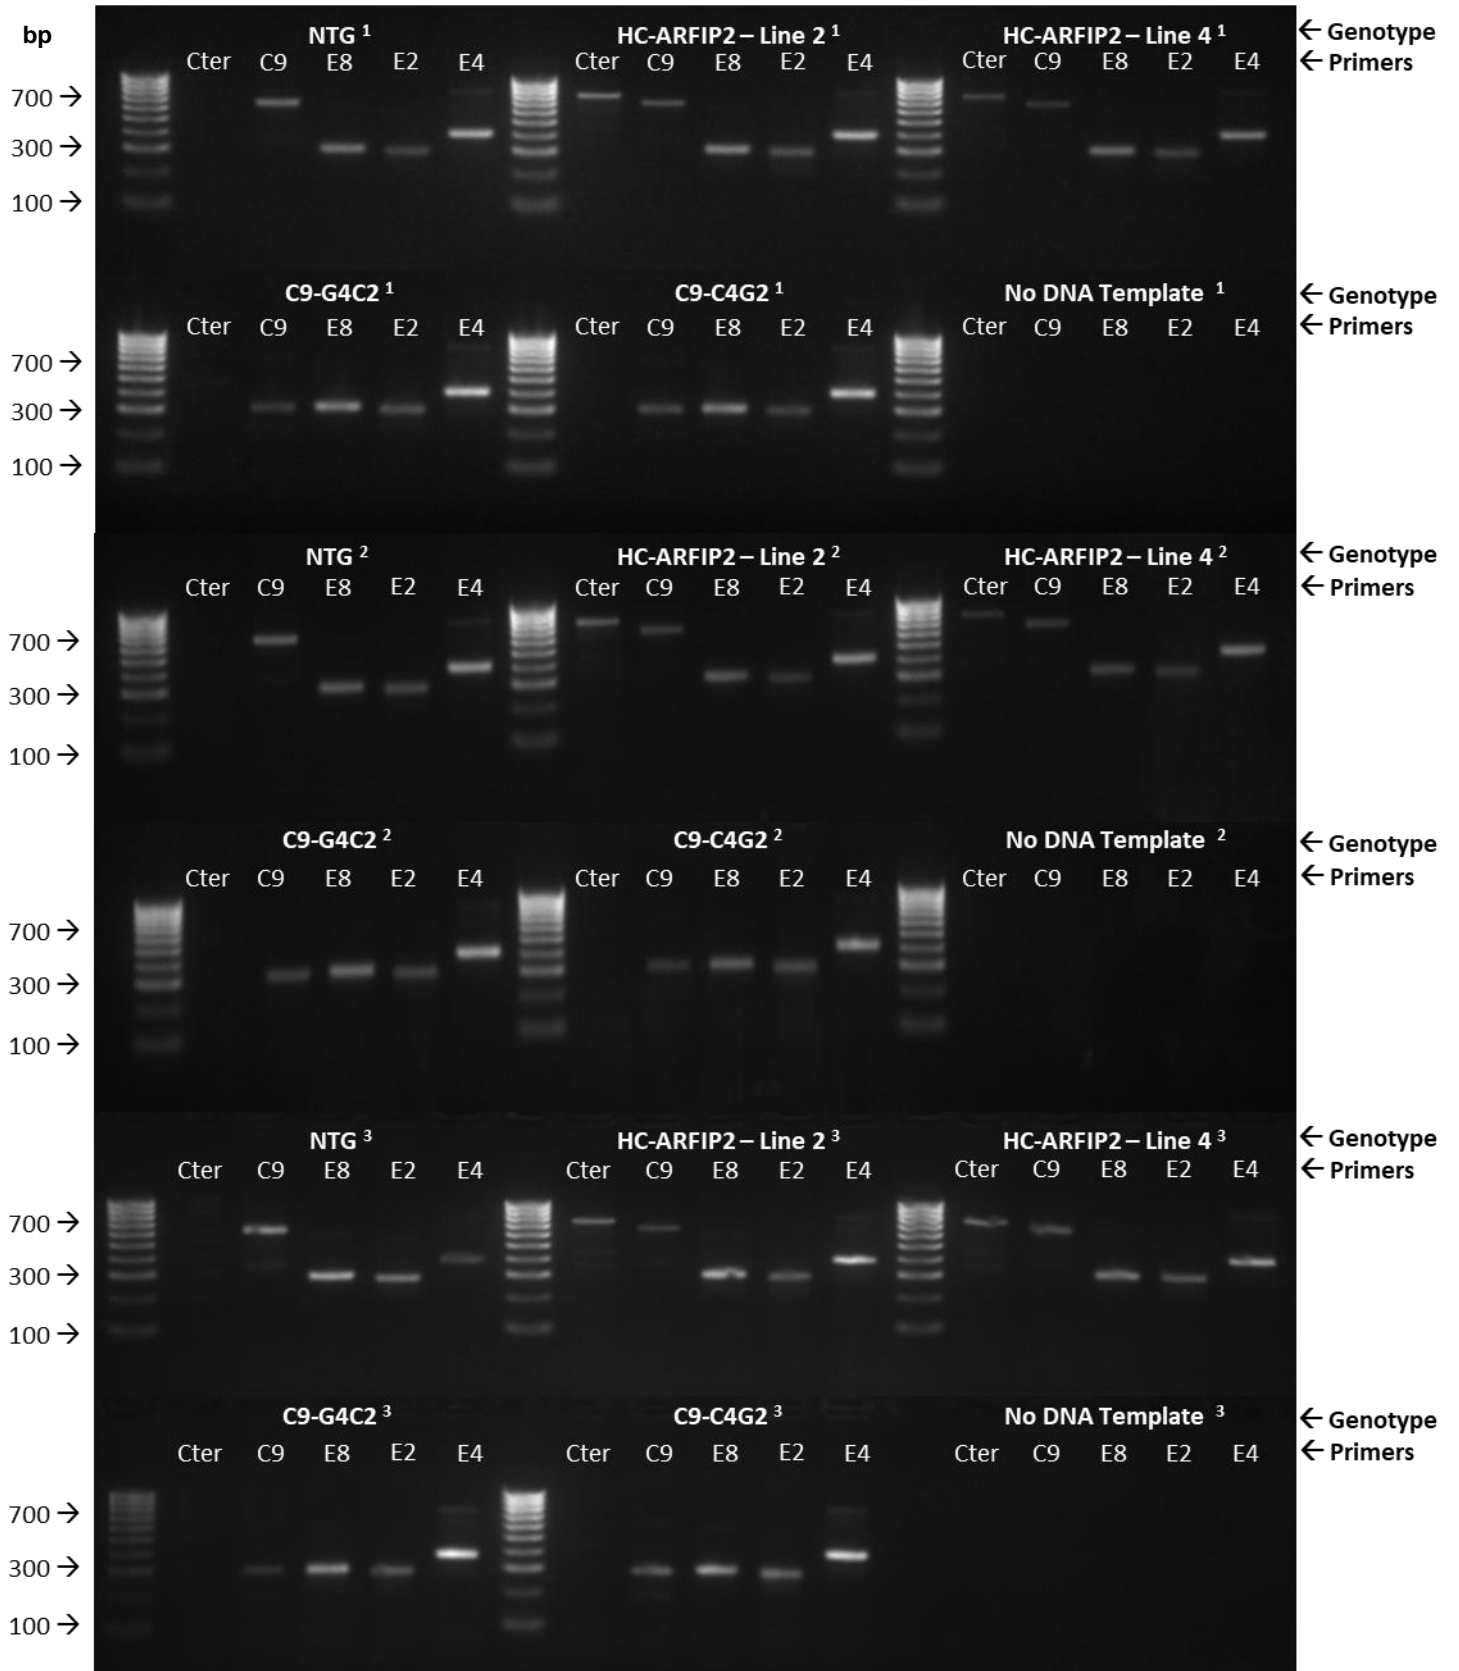 bp NTG 1 HC-ARFIP2 – Line 2 1 HC-ARFIP2 – Line 4 1 ← Genotype
Cter C9 E8 E2 E4 Cter C9 E8 E2 E4 Cter C9 E8 E2 E4 ← Primers
700 →
300 →
100 →
C9-G4C2 1 C9-C4G2 1 No DNA Template 1 ← Genotype
Cter C9 E8 E2 E4 Cter C9 E8 E2 E4 Cter C9 E8 E2 E4 ← Primers
700 →
300 →
100 →
NTG 2 HC-ARFIP2 – Line 2 2 HC-ARFIP2 – Line 4 2 ← Genotype
Cter C9 E8 E2 E4 Cter C9 E8 E2 E4 Cter C9 E8 E2 E4 ← Primers
700 →
300 →
100 →
C9-G4C2 2 C9-C4G2 2 No DNA Template 2 ← Genotype
Cter C9 E8 E2 E4 Cter C9 E8 E2 E4 Cter C9 E8 E2 E4 ← Primers
700 →
300 →
100 →
NTG 3 HC-ARFIP2 – Line 2 3 HC-ARFIP2 – Line 4 3 ← Genotype
Cter C9 E8 E2 E4 Cter C9 E8 E2 E4 Cter C9 E8 E2 E4 ← Primers
700 →
300 →
100 →
C9-G4C2 3 C9-C4G2 3 No DNA Template 3 ← Genotype
Cter C9 E8 E2 E4 Cter C9 E8 E2 E4 Cter C9 E8 E2 E4 ← Primers
700 →
300 →
100 →